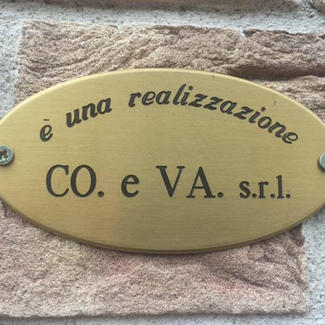 è una realizzazione
CO. e VA. s.r.l.